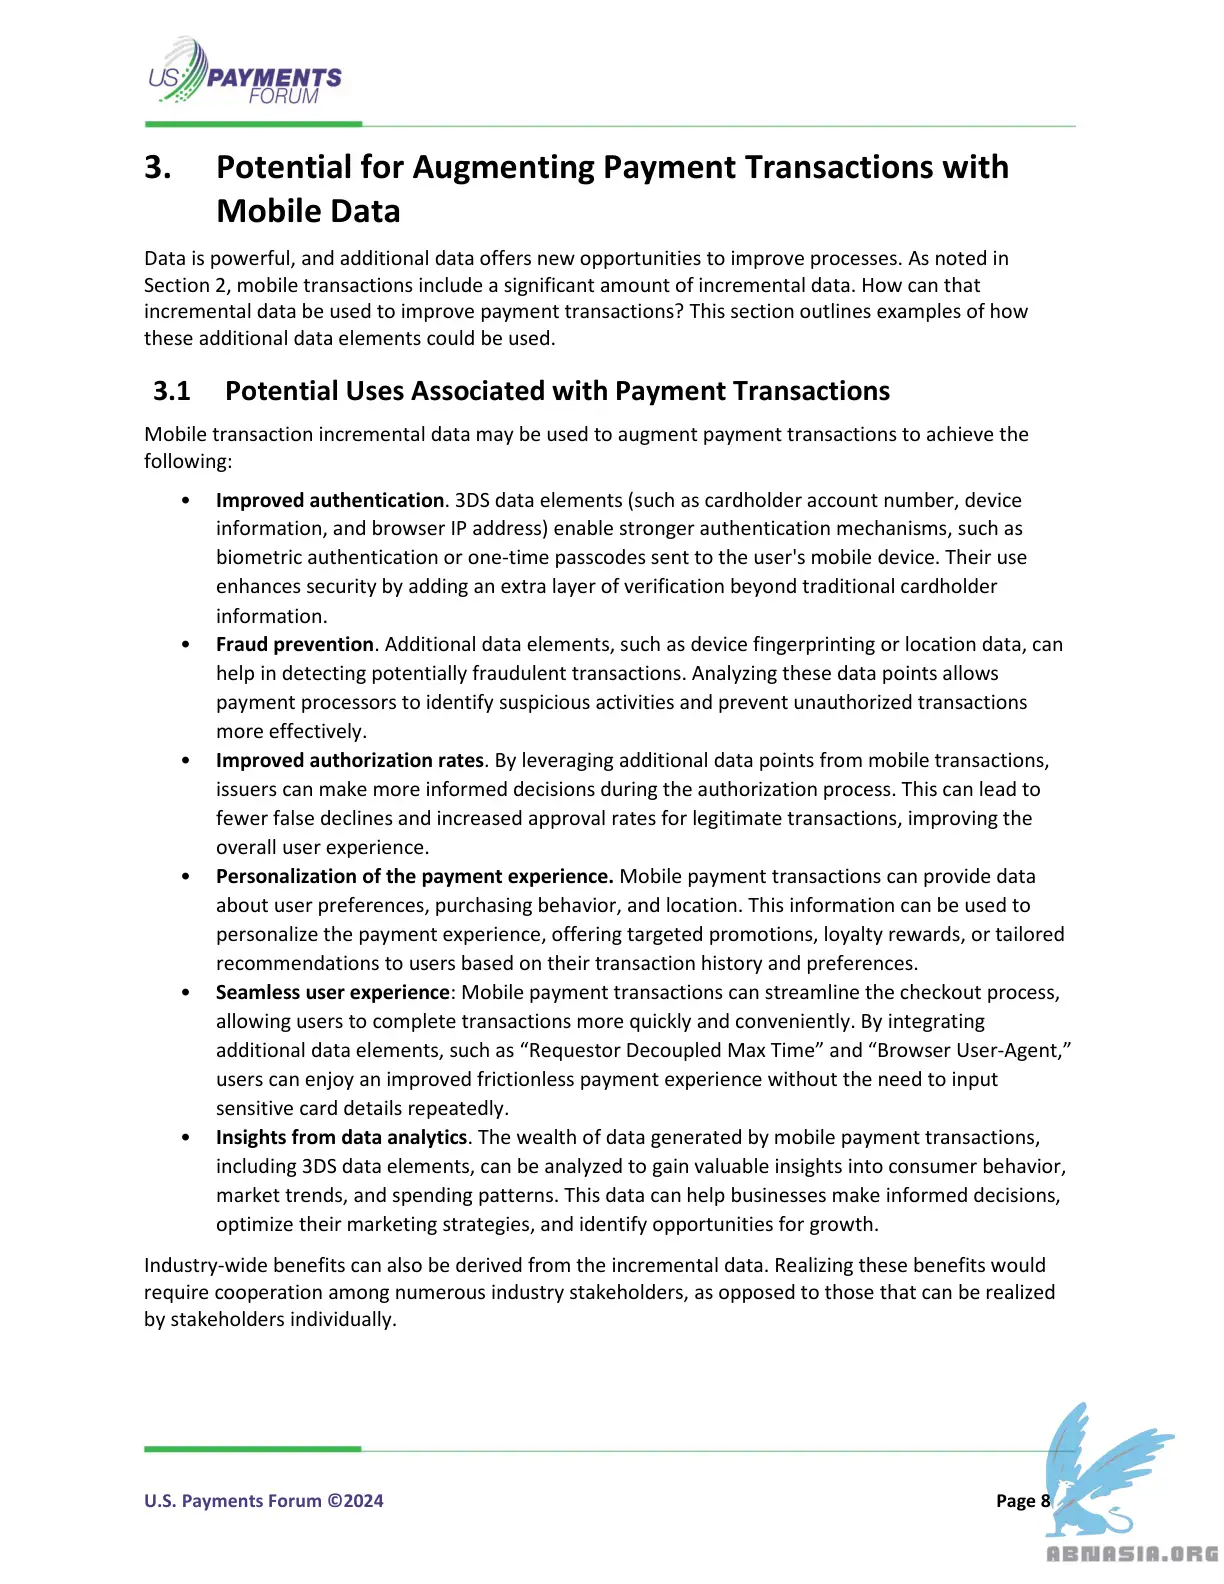 US PAYMENTS
FORUM
3. Potential for Augmenting Payment Transactions with
Mobile Data
Data is powerful, and additional data offers new opportunities to improve processes. As noted in
Section 2, mobile transactions include a significant amount of incremental data. How can that
incremental data be used to improve payment transactions? This section outlines examples of how
these additional data elements could be used.
3.1 Potential Uses Associated with Payment Transactions
Mobile transaction incremental data may be used to augment payment transactions to achieve the
following:
• Improved authentication. 3DS data elements (such as cardholder account number, device
information, and browser IP address) enable stronger authentication mechanisms, such as
biometric authentication or one-time passcodes sent to the user's mobile device. Their use
enhances security by adding an extra layer of verification beyond traditional cardholder
information.
• Fraud prevention. Additional data elements, such as device fingerprinting or location data, can
help in detecting potentially fraudulent transactions. Analyzing these data points allows
payment processors to identify suspicious activities and prevent unauthorized transactions
more effectively.
• Improved authorization rates. By leveraging additional data points from mobile transactions,
issuers can make more informed decisions during the authorization process. This can lead to
fewer false declines and increased approval rates for legitimate transactions, improving the
overall user experience.
• Personalization of the payment experience. Mobile payment transactions can provide data
about user preferences, purchasing behavior, and location. This information can be used to
personalize the payment experience, offering targeted promotions, loyalty rewards, or tailored
recommendations to users based on their transaction history and preferences.
• Seamless user experience: Mobile payment transactions can streamline the checkout process,
allowing users to complete transactions more quickly and conveniently. By integrating
additional data elements, such as “Requestor Decoupled Max Time” and “Browser User-Agent,”
users can enjoy an improved frictionless payment experience without the need to input
sensitive card details repeatedly.
• Insights from data analytics. The wealth of data generated by mobile payment transactions,
including 3DS data elements, can be analyzed to gain valuable insights into consumer behavior,
market trends, and spending patterns. This data can help businesses make informed decisions,
optimize their marketing strategies, and identify opportunities for growth.
Industry-wide benefits can also be derived from the incremental data. Realizing these benefits would
require cooperation among numerous industry stakeholders, as opposed to those that can be realized
by stakeholders individually.
U.S. Payments Forum ©2024 Page 8
ABNASIA.ORG